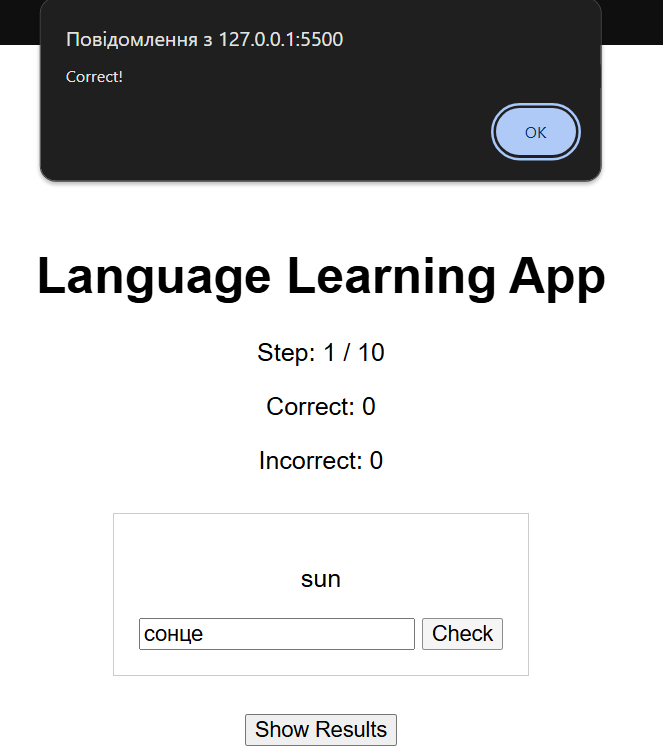 Повідомлення з 127.0.0.1:5500
Correct!
OK
Language Learning App
Step: 1 / 10
Correct: 0
Incorrect: 0
sun
сонце Check
Show Results